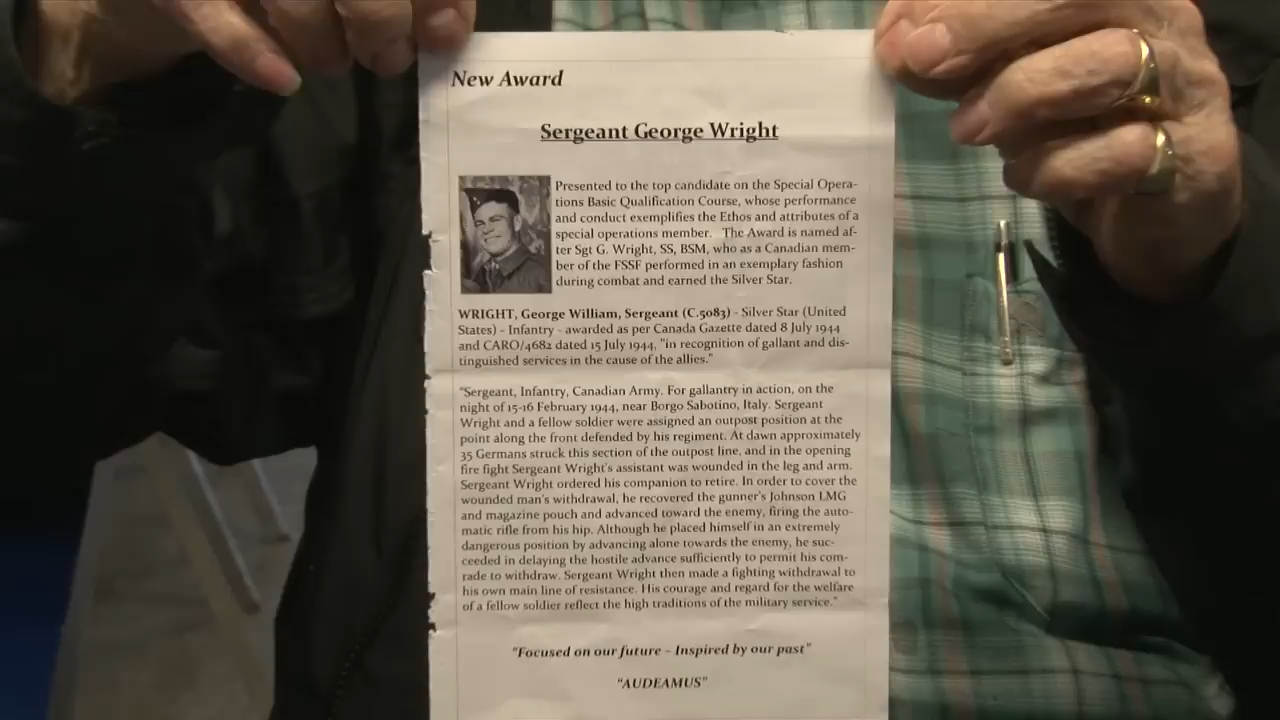 New Award
Sergeant George Wright
Presented to the top candidate on the Special Opera-
tions Basic Qualification Course, whose performance
and conduct exemplifies the Ethos and attributes of a
special operations member. The Award is named af-
ter Sgt G. Wright, SS, BSM, who as a Canadian mem-
ber of the FSSF performed in an exemplary fashion
during combat and earned the Silver Star.
WRIGHT, George William, Sergeant (C.5083) - Silver Star (United
States) - Infantry - awarded as per Canada Gazette dated 8 July 1944
and CARO/4682 dated 15 July 1944, "in recognition of gallant and dis-
tinguished services in the cause of the allies."
"Sergeant, Infantry, Canadian Army. For gallantry in action, on the
night of 15-16 February 1944, near Borgo Sabotino, Italy. Sergeant
Wright and a fellow soldier were assigned an outpost position at the
point along the front defended by his regiment. At dawn approximately
35 Germans struck this section of the outpost line, and in the opening
fire fight Sergeant Wright's assistant was wounded in the leg and arm.
Sergeant Wright ordered his companion to retire. In order to cover the
wounded man's withdrawal, he recovered the gunner's Johnson LMG
and magazine pouch and advanced toward the enemy, firing the auto-
matic rifle from his hip. Although he placed himself in an extremely
dangerous position by advancing alone towards the enemy, he suc-
ceeded in delaying the hostile advance sufficiently to permit his com-
rade to withdraw. Sergeant Wright then made a fighting withdrawal to
his own main line of resistance. His courage and regard for the welfare
of a fellow soldier reflect the high traditions of the military service."
"Focused on our future – Inspired by our past"
"AUDEAMUS"